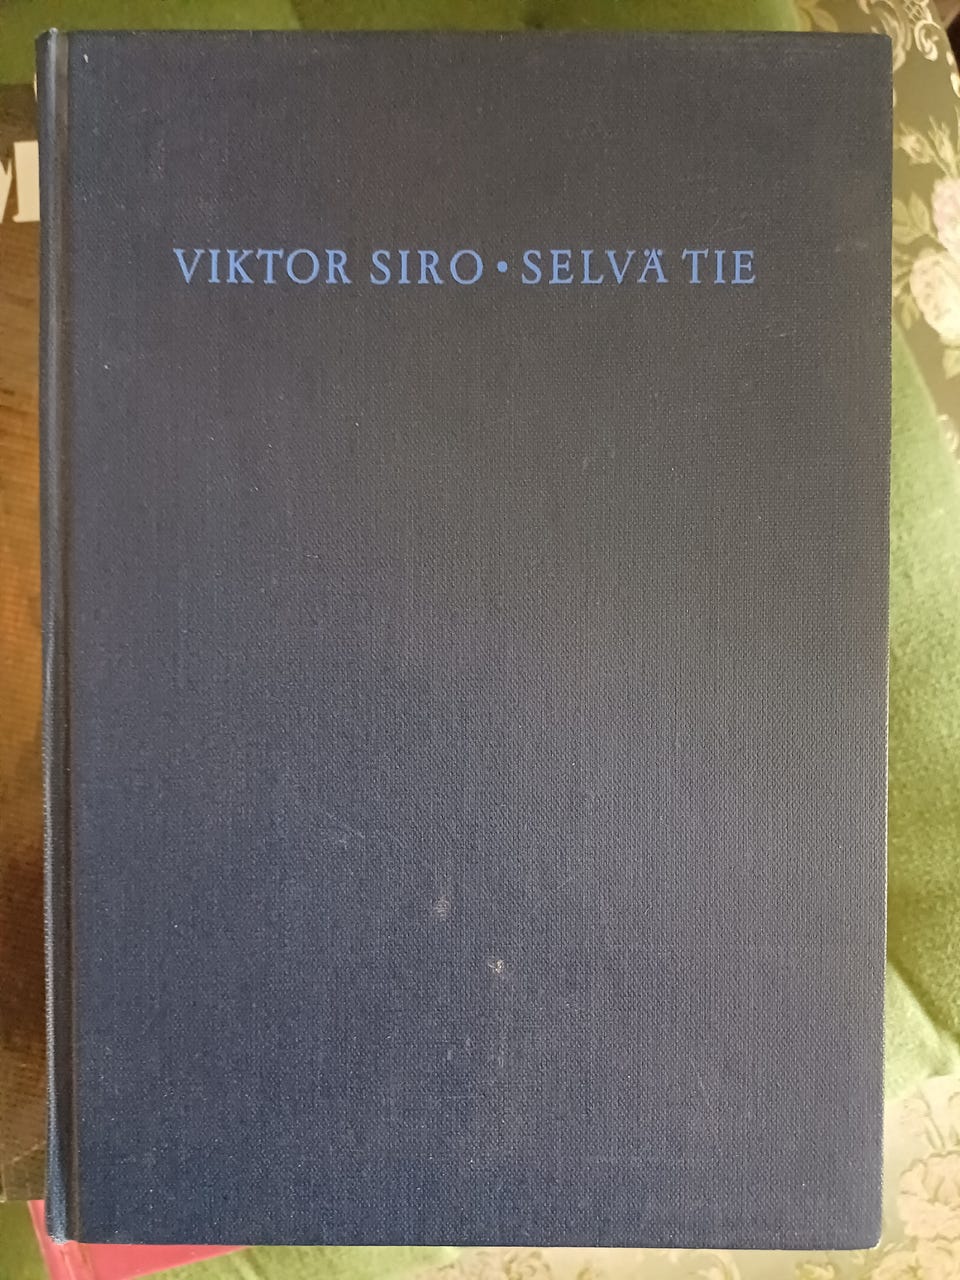 VIKTOR SIRO • SELVÄ TIE